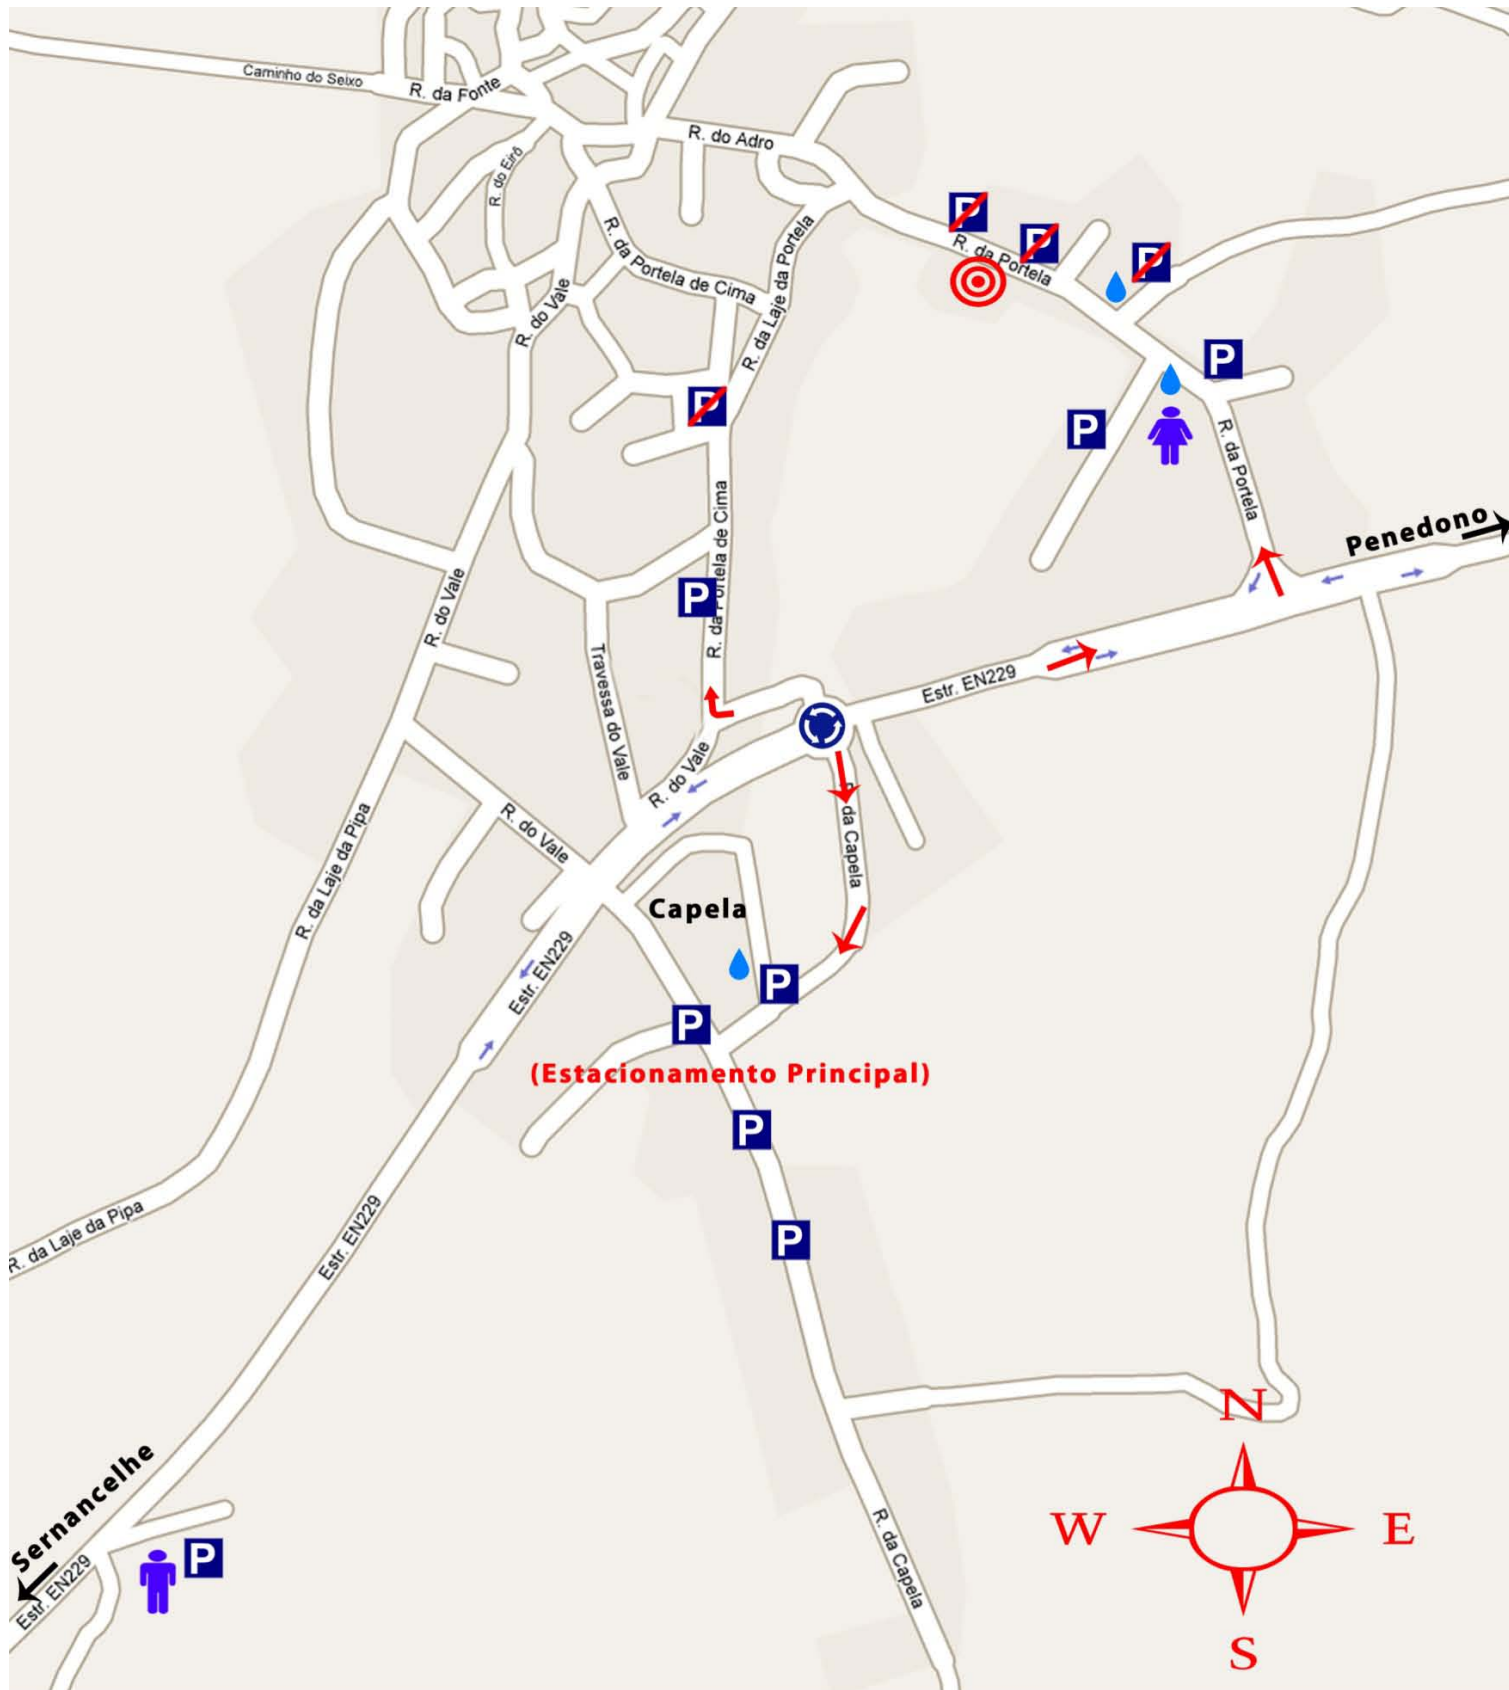 Caminho do Seixo
R. da Fonte
R. do Adro
R. do Eirô
P
R. da Portela
P
P
R. da Portela de Cima
R. da Laje da Portela
R. do Vale
P
P
P
R. da Portela
Penedono
R. da Portela de Cima
P
R. do Vale
Travessa do Vale
Estr. EN229
R. do Vale
da Capela
R. do Vale
R. da Laje da Pipa
Capela
Estr. EN229
P
P
(Estacionamento Principal)
P
P
R. da Laje da Pipa
Estr. EN229
N
W
E
S
Sernancelhe
Estr. EN229
P
R. da Capela